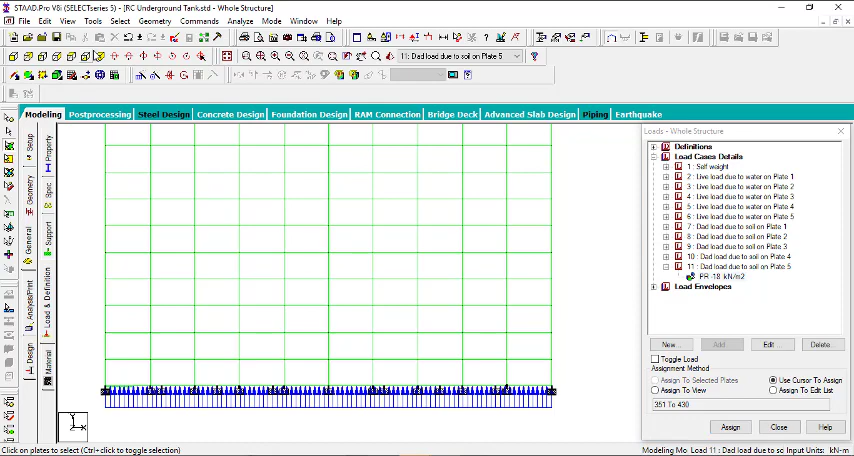 STAAD.Pro V8i (SELECTseries 5) - [RC Underground Tank.std - Whole Structure]
File Edit View Tools Select Geometry Commands Analyze Mode Window Help
11: Dad load due to soil on Plate 5
Modeling Postprocessing Steel Design Concrete Design Foundation Design RAM Connection Bridge Deck Advanced Slab Design Piping Earthquake
Setup
Geometry
General
Analysis/Print
Design
Property
Spec
Support
Load & Definition
Material
Y
X
Z
Loads - Whole Structure
Definitions
Load Cases Details
1 : Self weight
2 : Live load due to water on Plate 1
3 : Live load due to water on Plate 2
4 : Live load due to water on Plate 3
5 : Live load due to water on Plate 4
6 : Live load due to water on Plate 5
7 : Dad load due to soil on Plate 1
8 : Dad load due to soil on Plate 2
9 : Dad load due to soil on Plate 3
10 : Dad load due to soil on Plate 4
11 : Dad load due to soil on Plate 5
PR -18 kN/m2
Load Envelopes
New... Add Edit ... Delete...
Toggle Load
Assignment Method
Assign To Selected Plates
Use Cursor To Assign
Assign To View
Assign To Edit List
351 To 430
Assign Close Help
Click on plates to select (Ctrl+click to toggle selection)
Modeling Mo Load 11 : Dad load due to so Input Units: kN-m